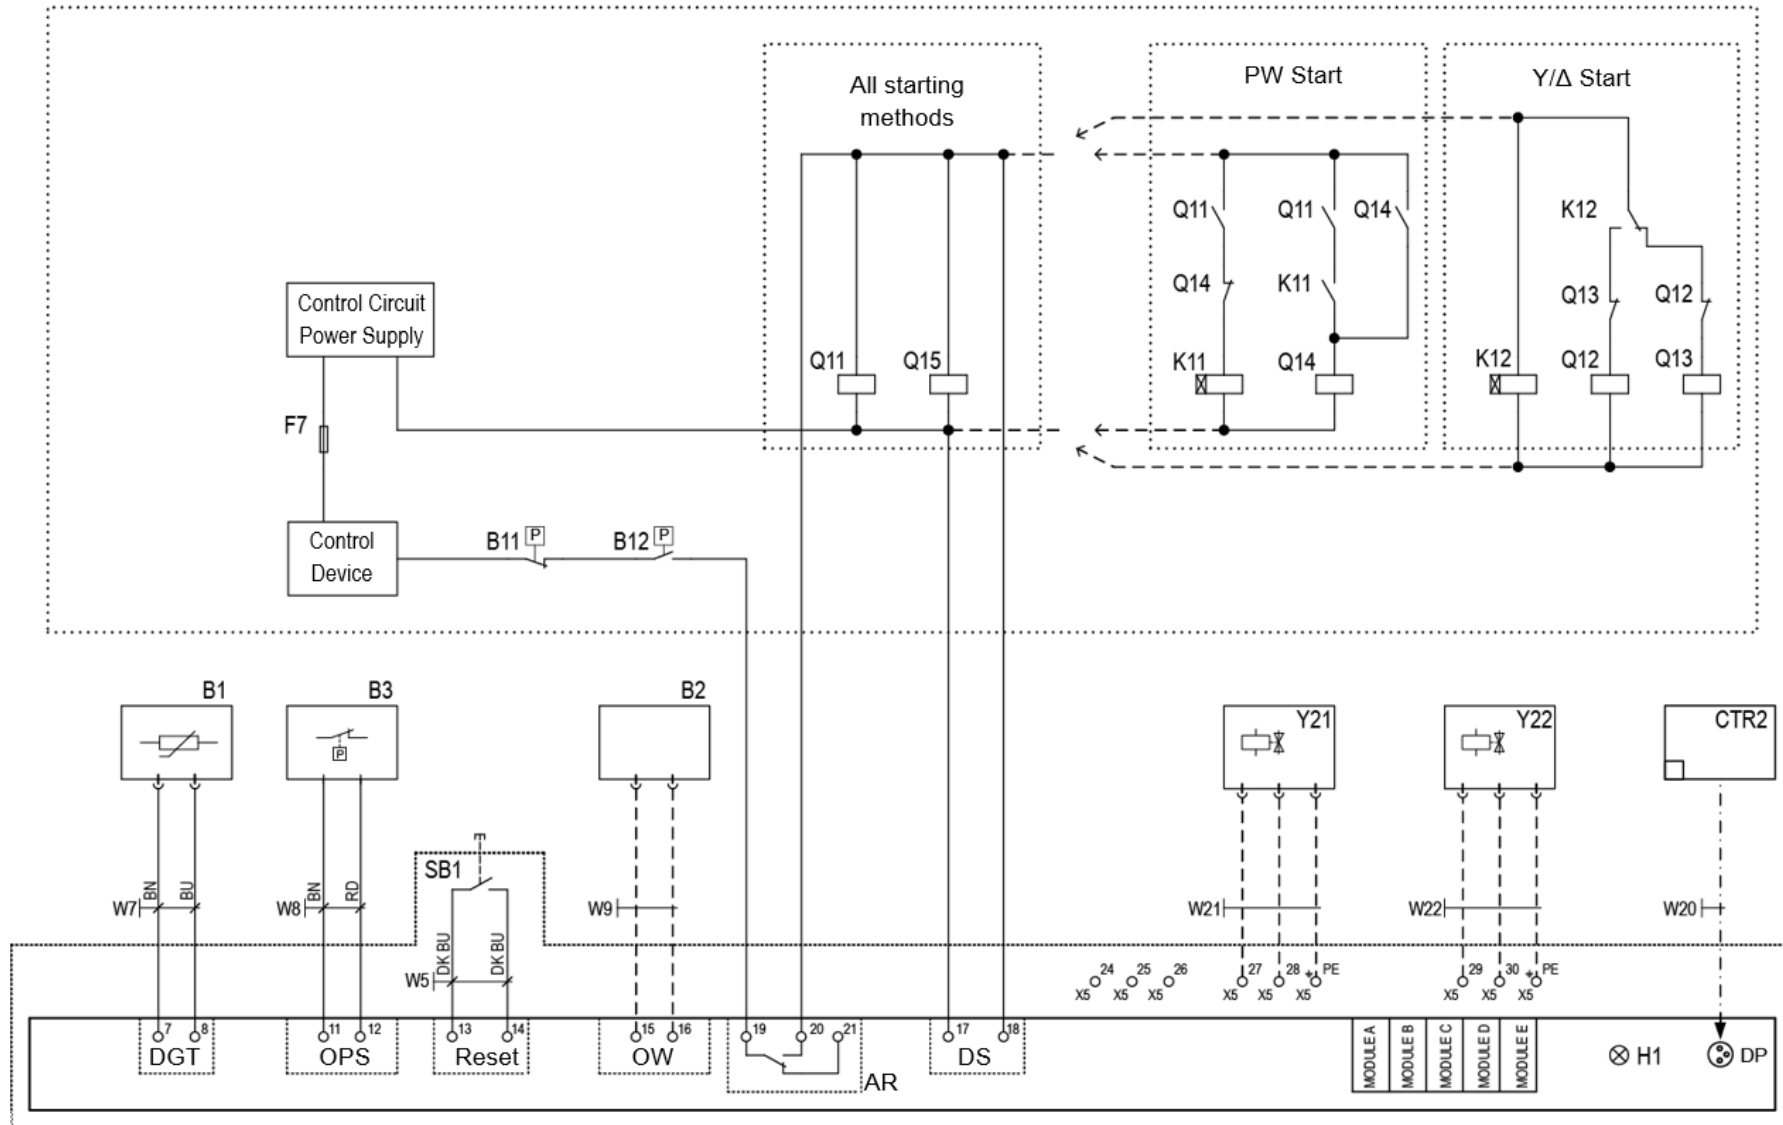 All starting
methods
PW Start
Y/Δ Start
Q11
Q11
Q14
K12
Q14
K11
Q13
Q12
Control Circuit
Power Supply
Q11
Q15
K11
Q14
K12
Q12
Q13
F7
Control
Device
B11
P
B12
P
B1
B3
P
B2
Y21
Y22
CTR2
SB1
W7
BN
BU
W8
BN
RD
W9
W21
W22
W20
W5
DK BU
DK BU
24
X5
25
X5
26
X5
27
X5
28
X5
PE
X5
29
X5
30
X5
PE
X5
7
8
DGT
11
12
OPS
13
14
Reset
15
16
OW
19
20
21
AR
17
18
DS
MODULE A
MODULE B
MODULE C
MODULE D
MODULE E
H1
DP